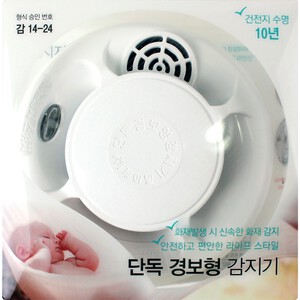 형식 승인 번호
감 14-24
건전지 수명
10년
화재발생 시 신속한 화재 감지
안전하고 편안한 라이프 스타일
단독 경보형 감지기